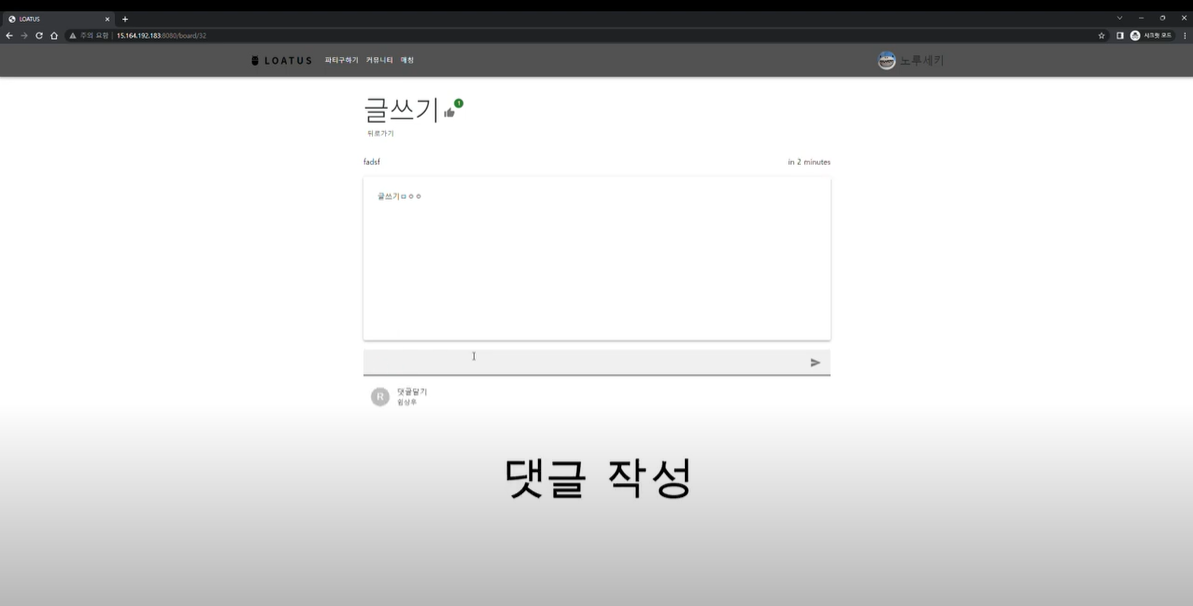 LOATUS
주의 요함 15.164.192.183:8080/board/32
시크릿 모드
LOATUS 파티구하기 커뮤니티 매칭 노루세키
글쓰기 1
뒤로가기
fadsf in 2 minutes
글쓰기ㅁㅇㅇ
R 댓글달기
댓글 작성